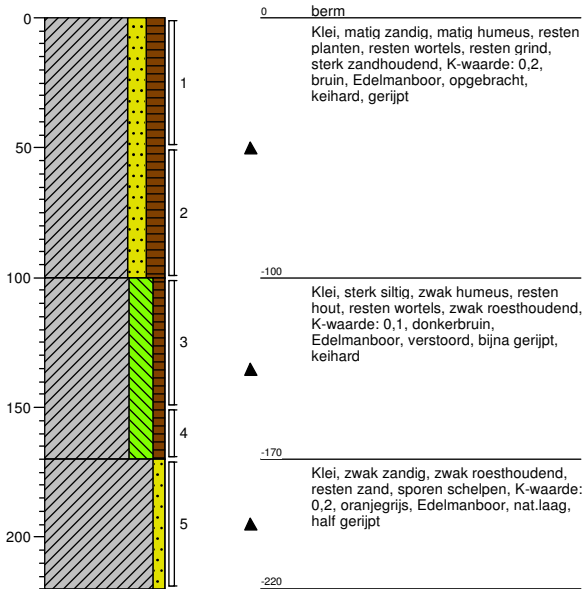 0
50
100
150
200
1
2
3
4
5
0
berm
Klei, matig zandig, matig humeus, resten
planten, resten wortels, resten grind,
sterk zandhoudend, K-waarde: 0,2,
bruin, Edelmanboor, opgebracht,
keihard, gerijpt
-100
Klei, sterk siltig, zwak humeus, resten
hout, resten wortels, zwak roesthoudend,
K-waarde: 0,1, donkerbruin,
Edelmanboor, verstoord, bijna gerijpt,
keihard
-170
Klei, zwak zandig, zwak roesthoudend,
resten zand, sporen schelpen, K-waarde:
0,2, oranjegrijs, Edelmanboor, nat.laag,
half gerijpt
-220